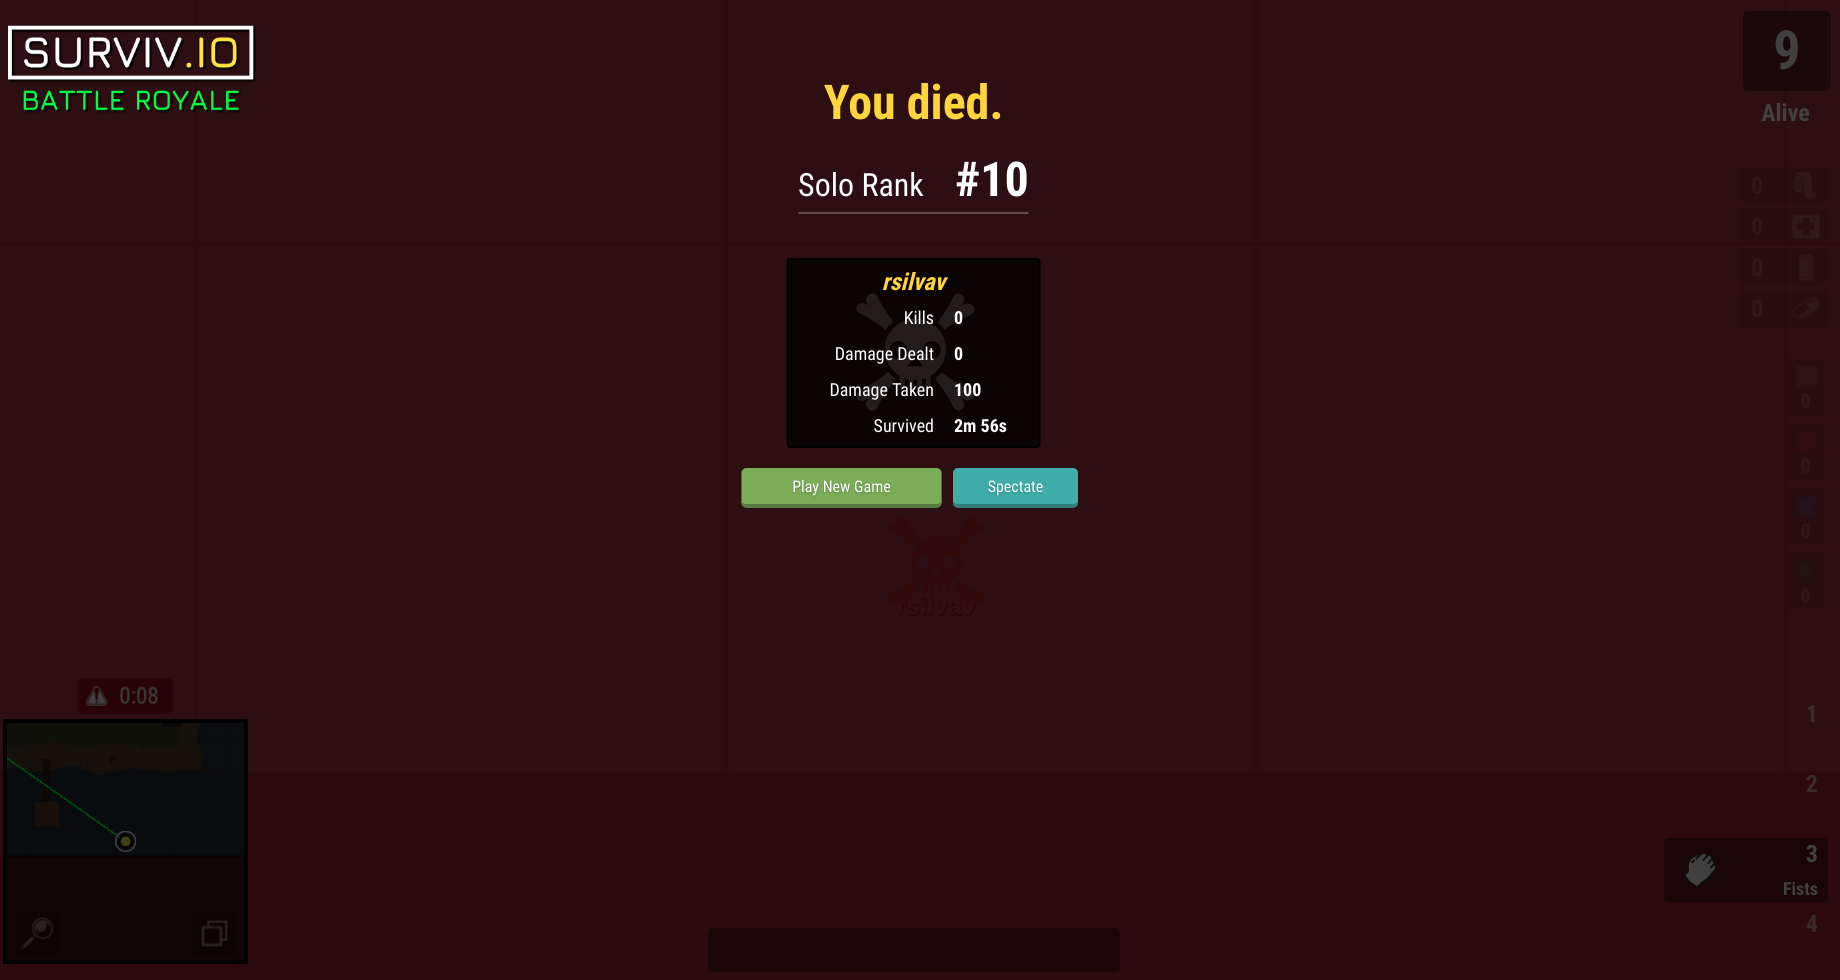 SURVIV.IO
BATTLE ROYALE
9
Alive
You died.
Solo Rank #10
0
0
0
0
rsilvav
Kills 0
Damage Dealt 0
Damage Taken 100
Survived 2m 56s
0
0
0
0
Play New Game
Spectate
rsilvav
0:08
1
2
3
Fists
4